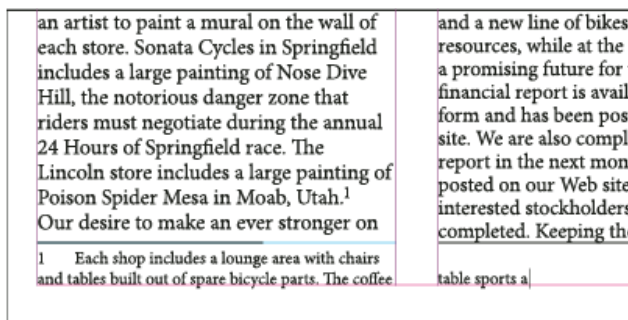 an artist to paint a mural on the wall of
each store. Sonata Cycles in Springfield
includes a large painting of Nose Dive
Hill, the notorious danger zone that
riders must negotiate during the annual
24 Hours of Springfield race. The
Lincoln store includes a large painting of
Poison Spider Mesa in Moab, Utah.1
Our desire to make an ever stronger on
1 Each shop includes a lounge area with chairs
and tables built out of spare bicycle parts. The coffee
and a new line of bikes
resources, while at the
a promising future for
financial report is avail
form and has been pos
site. We are also compl
report in the next mon
posted on our Web site
interested stockholders
completed. Keeping th
table sports a